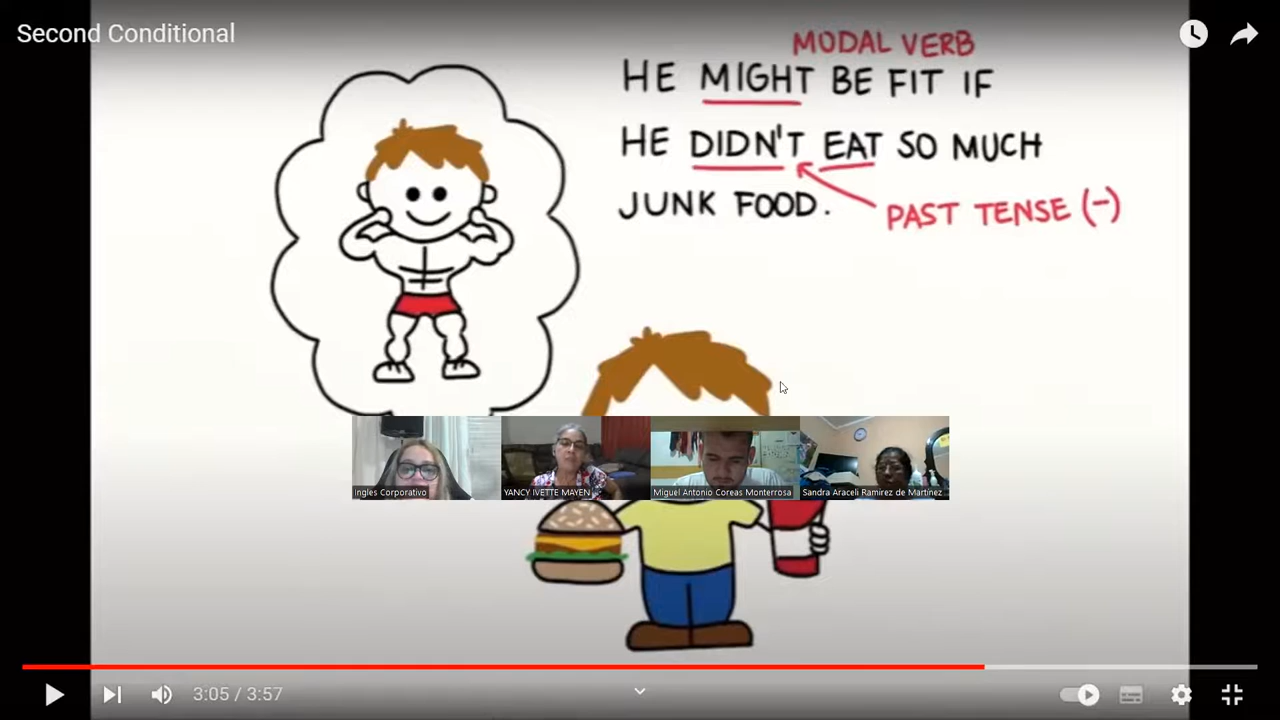 Second Conditional
MODAL VERB
HE MIGHT BE FIT IF
HE DIDN'T EAT SO MUCH
JUNK FOOD.
PAST TENSE (-)
Ingles Corporativo
YANCY IVETTE MAYEN
Miguel Antonio Coreas Monterrosa
Sandra Araceli Ramirez de Martinez
3:05 / 3:57